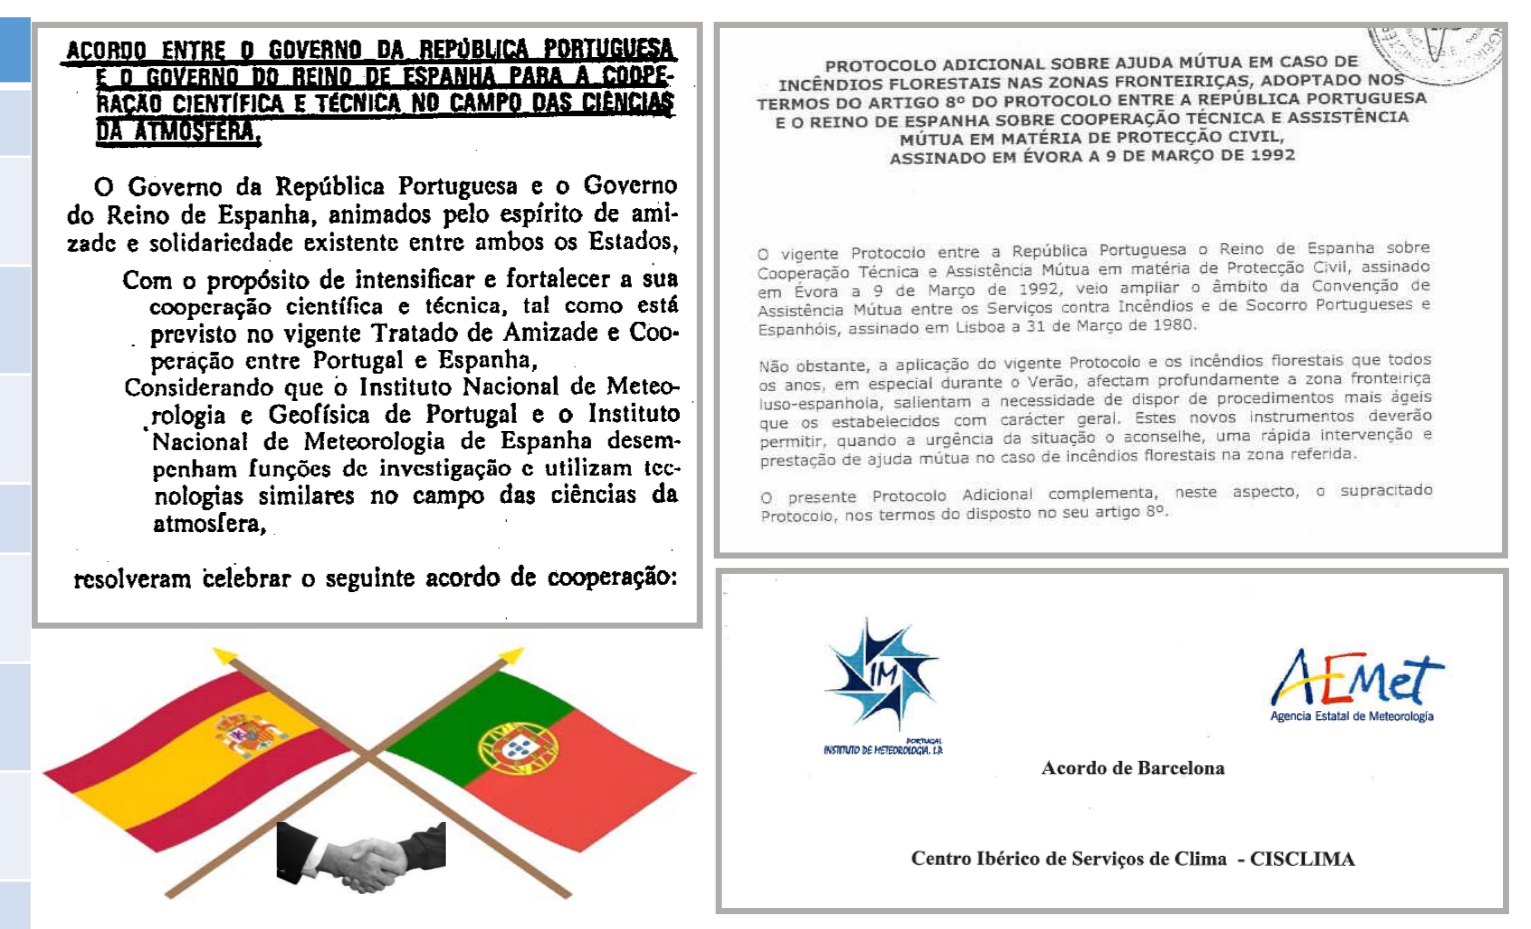 ACORDO ENTRE O GOVERNO DA REPÚBLICA PORTUGUESA
E O GOVERNO DO REINO DE ESPANHA PARA A COOPE-
RAÇÃO CIENTÍFICA E TÉCNICA NO CAMPO DAS CIÊNCIAS
DA ATMOSFERA.
O Governo da República Portuguesa e o Governo
do Reino de Espanha, animados pelo espírito de ami-
zade e solidariedade existente entre ambos os Estados,
Com o propósito de intensificar e fortalecer a sua
cooperação científica e técnica, tal como está
previsto no vigente Tratado de Amizade e Coo-
peração entre Portugal e Espanha,
Considerando que o Instituto Nacional de Meteo-
rologia e Geofísica de Portugal e o Instituto
Nacional de Meteorologia de Espanha desem-
penham funções de investigação e utilizam tec-
nologias similares no campo das ciências da
atmosfera,
resolveram celebrar o seguinte acordo de cooperação:
PROTOCOLO ADICIONAL SOBRE AJUDA MÚTUA EM CASO DE
INCÊNDIOS FLORESTAIS NAS ZONAS FRONTEIRIÇAS, ADOPTADO NOS
TERMOS DO ARTIGO 8º DO PROTOCOLO ENTRE A REPÚBLICA PORTUGUESA
E O REINO DE ESPANHA SOBRE COOPERAÇÃO TÉCNICA E ASSISTÊNCIA
MÚTUA EM MATÉRIA DE PROTECÇÃO CIVIL,
ASSINADO EM ÉVORA A 9 DE MARÇO DE 1992
O vigente Protocolo entre a República Portuguesa o Reino de Espanha sobre
Cooperação Técnica e Assistência Mútua em matéria de Protecção Civil, assinado
em Évora a 9 de Março de 1992, veio ampliar o âmbito da Convenção de
Assistência Mútua entre os Serviços contra Incêndios e de Socorro Portugueses e
Espanhóis, assinado em Lisboa a 31 de Março de 1980.
Não obstante, a aplicação do vigente Protocolo e os incêndios florestais que todos
os anos, em especial durante o Verão, afectam profundamente a zona fronteiriça
luso-espanhola, salientam a necessidade de dispor de procedimentos mais ágeis
que os estabelecidos com carácter geral. Estes novos instrumentos deverão
permitir, quando a urgência da situação o aconselhe, uma rápida intervenção e
prestação de ajuda mútua no caso de incêndios florestais na zona referida.
O presente Protocolo Adicional complementa, neste aspecto, o supracitado
Protocolo, nos termos do disposto no seu artigo 8º.
IM
PORTUGAL
INSTITUTO DE METEOROLOGIA, I.P.
AEMet
Agencia Estatal de Meteorología
Acordo de Barcelona
Centro Ibérico de Serviços de Clima - CISCLIMA